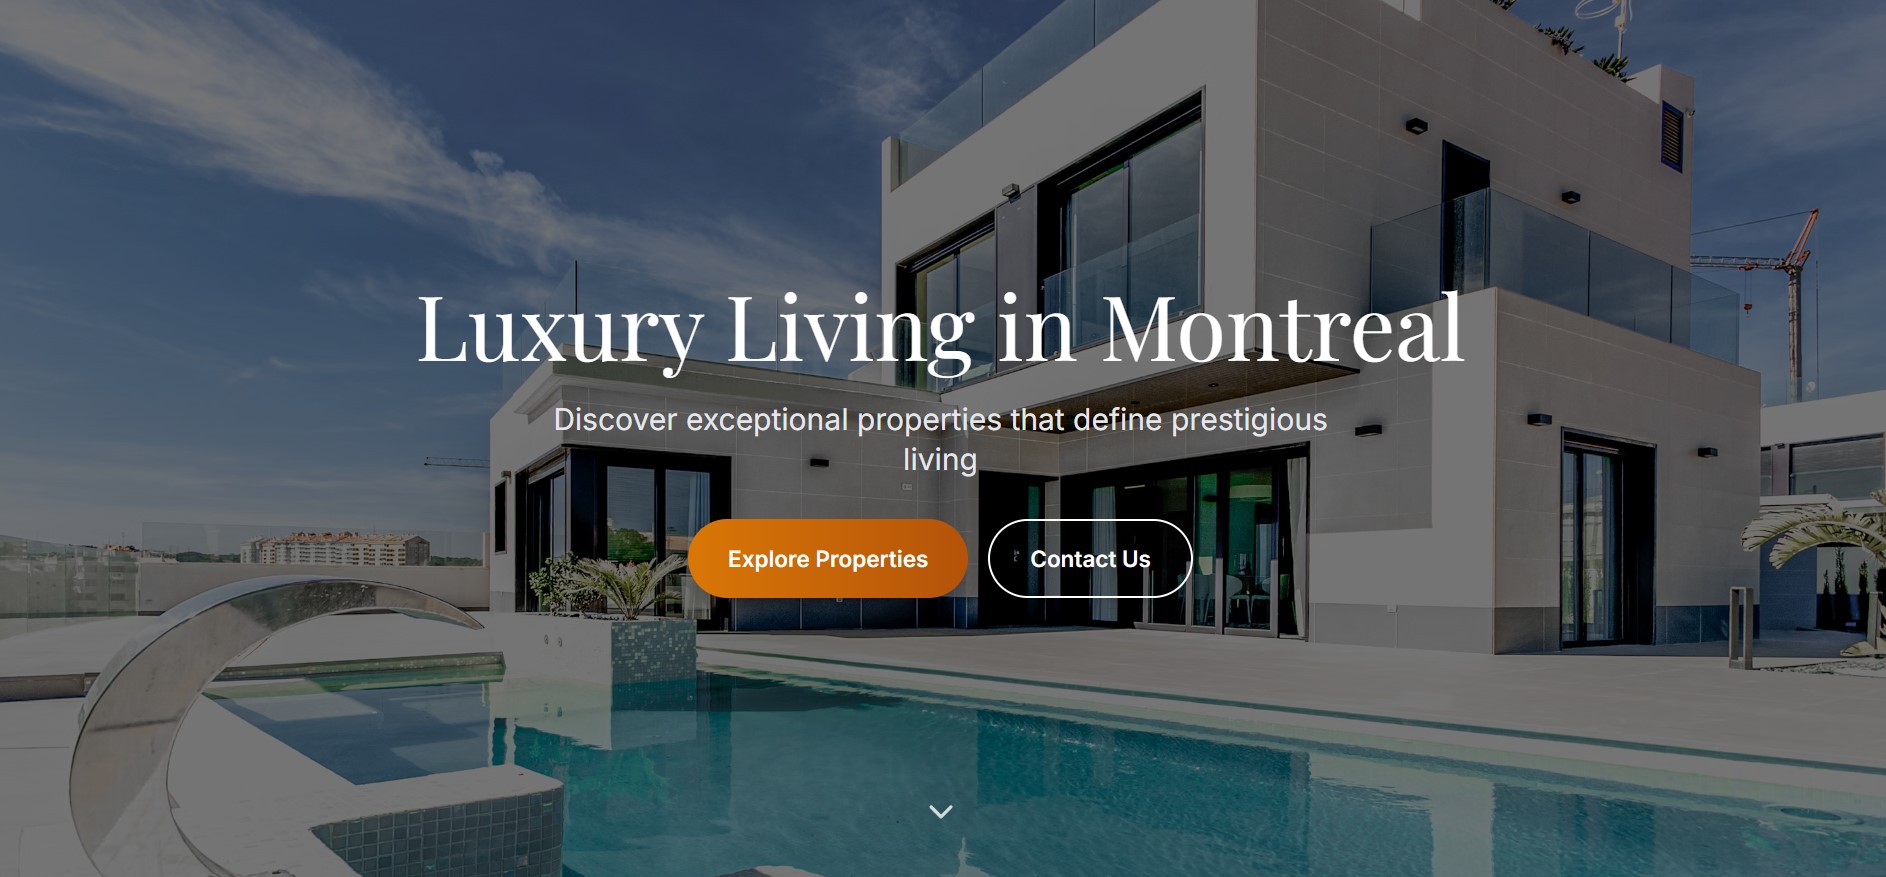 Luxury Living in Montreal
Discover exceptional properties that define prestigious
living
Explore Properties
Contact Us